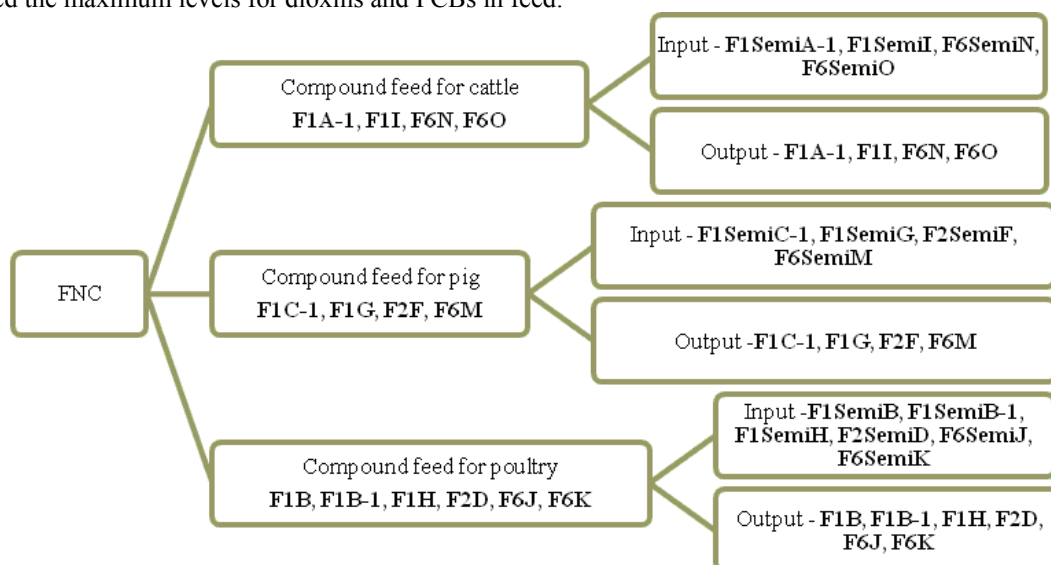 ed the maximum levels for dioxins and PCBs in feed.
Input - F1SemiA-1, F1SemiI, F6SemiN,
F6SemiO
Compound feed for cattle
F1A-1, F1I, F6N, F6O
Output - F1A-1, F1I, F6N, F6O
Input - F1SemiC-1, F1SemiG, F2SemiF,
F6SemiM
FNC
Compound feed for pig
F1C-1, F1G, F2F, F6M
Output -F1C-1, F1G, F2F, F6M
Input -F1SemiB, F1SemiB-1,
F1SemiH, F2SemiD, F6SemiJ,
F6SemiK
Compound feed for poultry
F1B, F1B-1, F1H, F2D, F6J, F6K
Output - F1B, F1B-1, F1H, F2D,
F6J, F6K